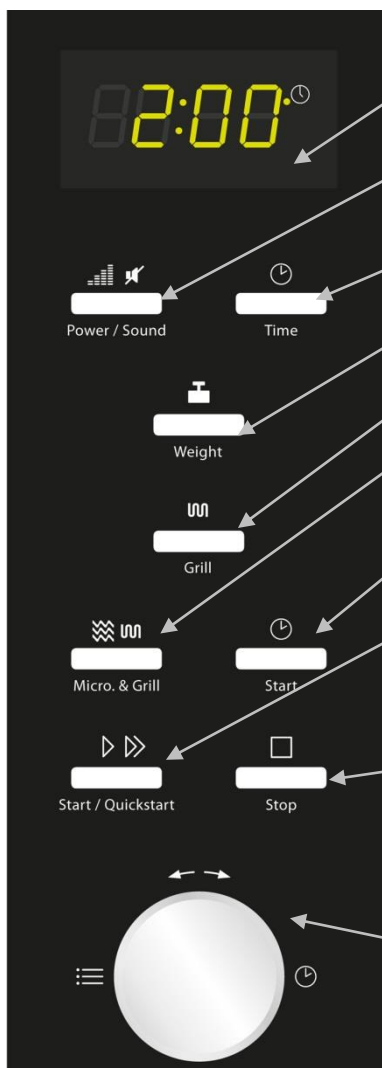 2:00
Power / Sound
Time
Weight
Grill
Micro. & Grill
Start
Start / Quickstart
Stop